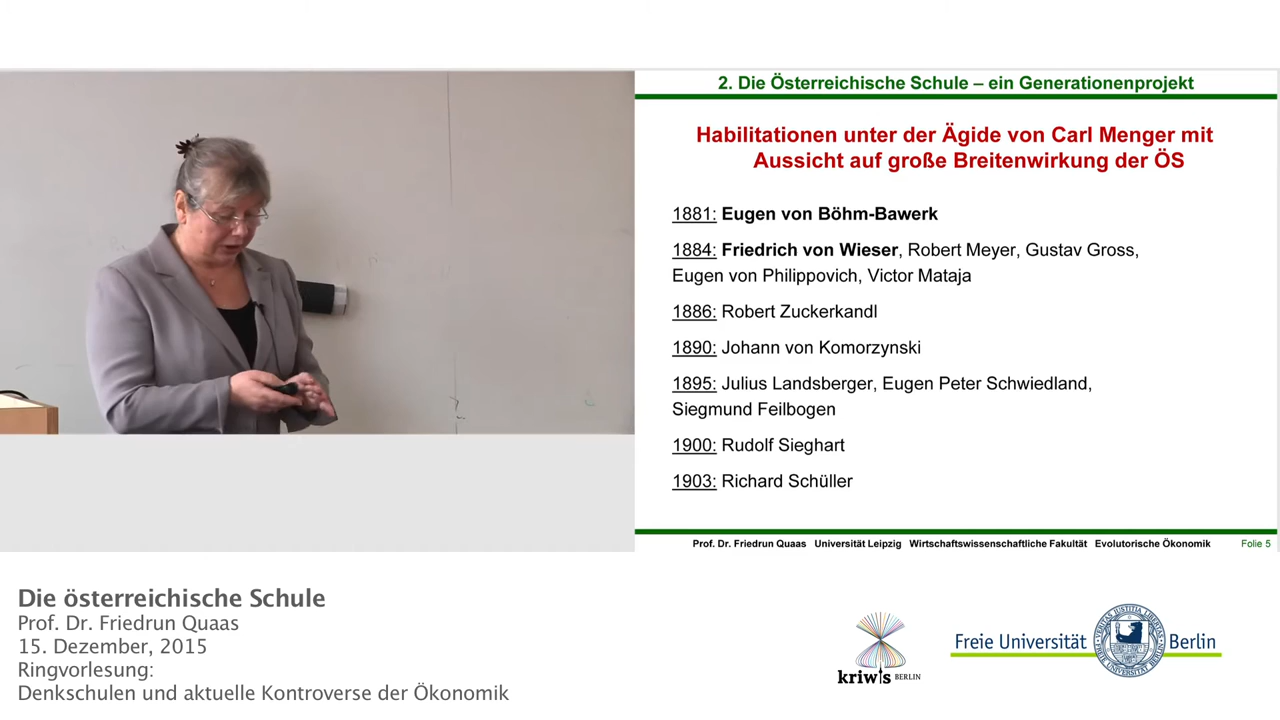 2. Die Österreichische Schule – ein Generationenprojekt
Habilitationen unter der Ägide von Carl Menger mit
Aussicht auf große Breitenwirkung der ÖS
1881: Eugen von Böhm-Bawerk
1884: Friedrich von Wieser, Robert Meyer, Gustav Gross,
Eugen von Philippovich, Victor Mataja
1886: Robert Zuckerkandl
1890: Johann von Komorzynski
1895: Julius Landsberger, Eugen Peter Schwiedland,
Siegmund Feilbogen
1900: Rudolf Sieghart
1903: Richard Schüller
Prof. Dr. Friedrun Quaas Universität Leipzig Wirtschaftswissenschaftliche Fakultät Evolutorische Ökonomik Folie 5
Die österreichische Schule
Prof. Dr. Friedrun Quaas
15. Dezember, 2015
Ringvorlesung:
Denkschulen und aktuelle Kontroverse der Ökonomik
kriwis BERLIN
Freie Universität Berlin